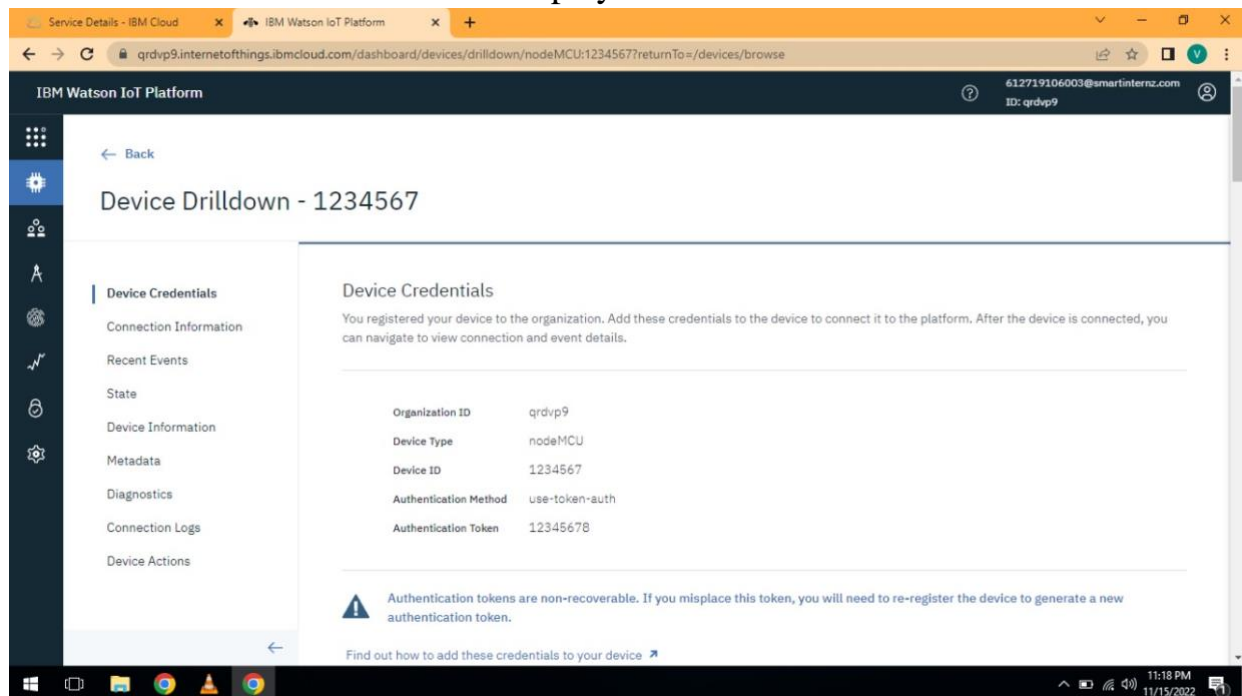 Service Details - IBM Cloud
IBM Watson IoT Platform
qrdvp9.internetofthings.ibmcloud.com/dashboard/devices/drilldown/nodeMCU:1234567?returnTo=/devices/browse
V
IBM Watson IoT Platform
612719106003@smartinternz.com
ID: qrdvp9
← Back
Device Drilldown - 1234567
Device Credentials
Connection Information
Recent Events
State
Device Information
Metadata
Diagnostics
Connection Logs
Device Actions
Device Credentials
You registered your device to the organization. Add these credentials to the device to connect it to the platform. After the device is connected, you
can navigate to view connection and event details.
Organization ID qrdvp9
Device Type nodeMCU
Device ID 1234567
Authentication Method use-token-auth
Authentication Token 12345678
Authentication tokens are non-recoverable. If you misplace this token, you will need to re-register the device to generate a new
authentication token.
Find out how to add these credentials to your device
11:18 PM
11/15/2022